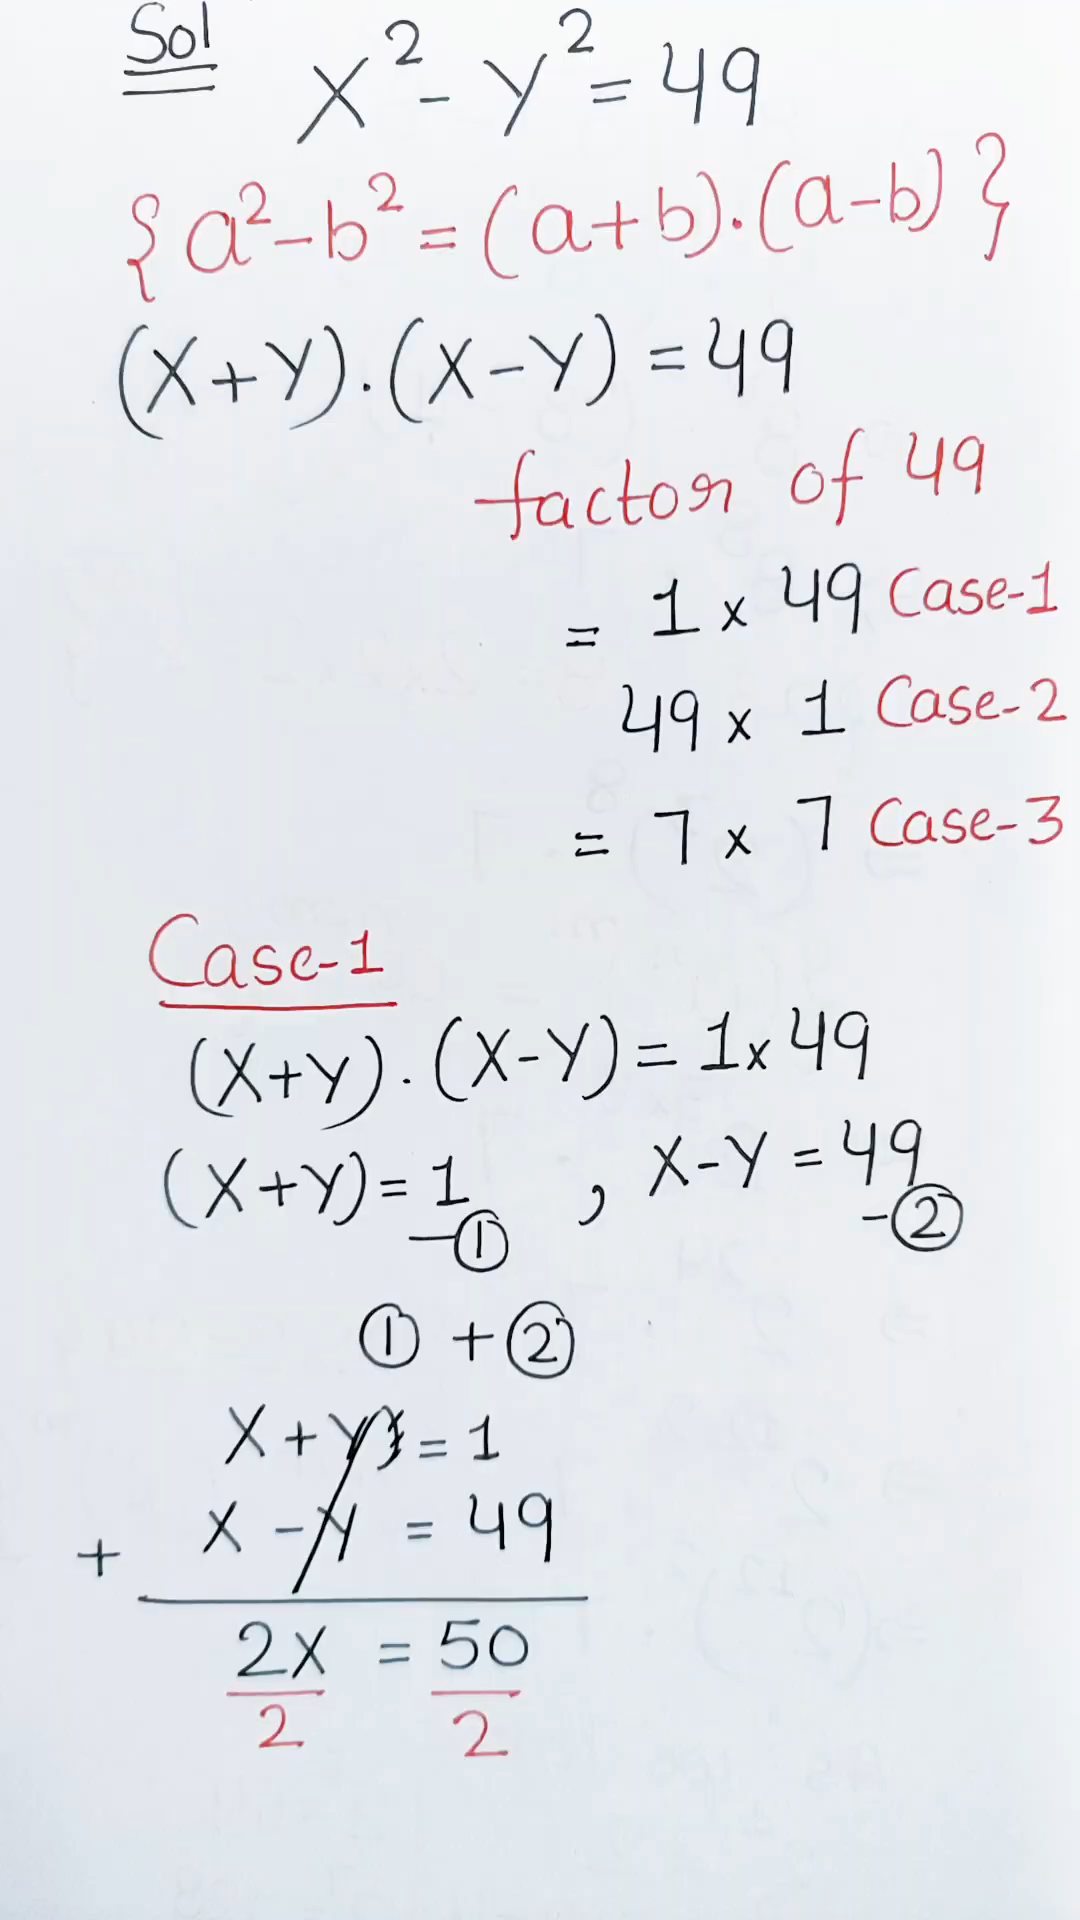 Sol
X² - Y² = 49
{a² - b² = (a+b).(a-b)}
(X+Y).(X-Y) = 49
factor of 49
= 1 x 49 Case-1
49 x 1 Case-2
= 7 x 7 Case-3
Case-1
(X+Y).(X-Y) = 1x49
(X+Y) = 1 , X-Y = 49
-① -②
① + ②
X + Y = 1
+ X - Y = 49
2X = 50
2 2